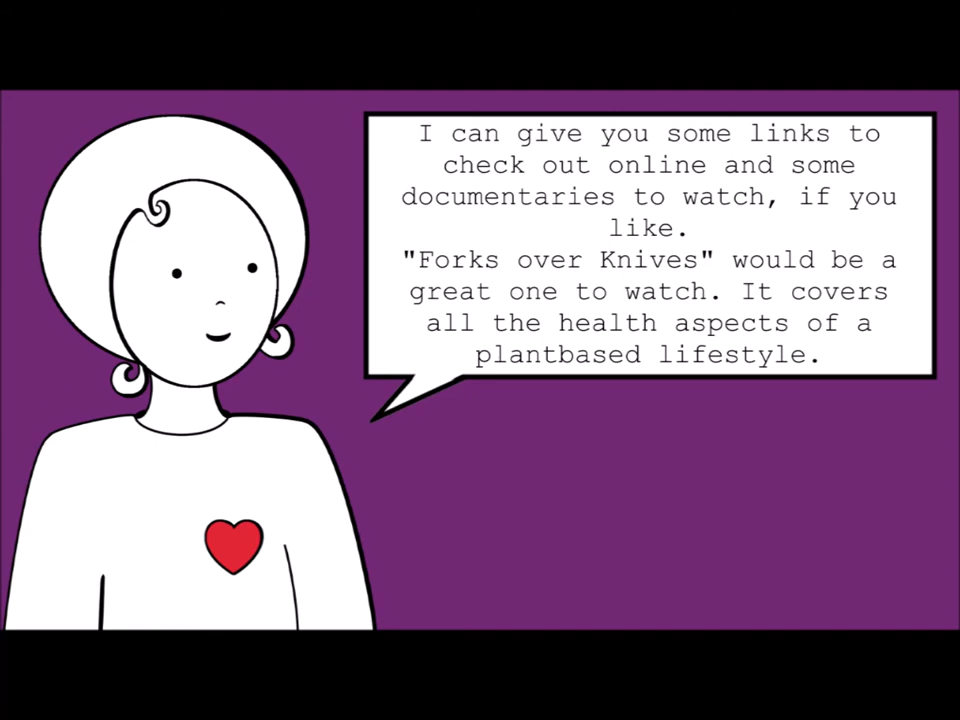 I can give you some links to
check out online and some
documentaries to watch, if you
like.
"Forks over Knives" would be a
great one to watch. It covers
all the health aspects of a
plantbased lifestyle.